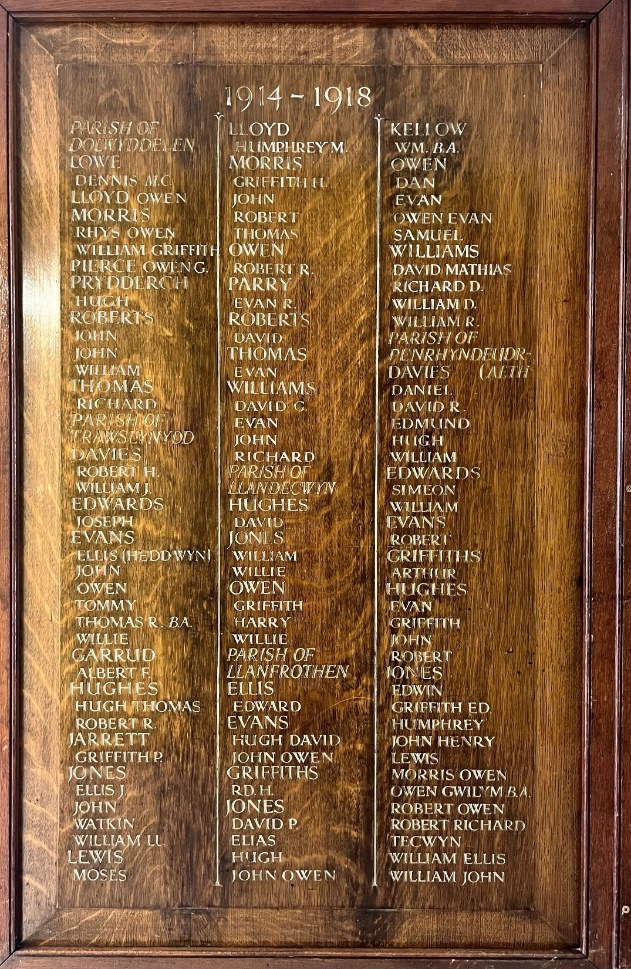 1914 - 1918
PARISH OF
DOLWYDDELEN
LOWE
DENNIS M.C.
LLOYD OWEN
MORRIS
RHYS OWEN
WILLIAM GRIFFITH
PIERCE OWEN G.
PRYDDERCH
HUGH
ROBERTS
JOHN
JOHN
WILLIAM
THOMAS
RICHARD
PARISH OF
TRAWSFYNYDD
DAVIES
ROBERT H.
WILLIAM J.
EDWARDS
JOSEPH
EVANS
ELLIS (HEDDWYN)
JOHN
OWEN
TOMMY
THOMAS R. B.A.
WILLIE
GARRUD
ALBERT F.
HUGHES
HUGH THOMAS
ROBERT R.
JARRETT
GRIFFITH P.
JONES
ELLIS J.
JOHN
WATKIN
WILLIAM LL.
LEWIS
MOSES
LLOYD
HUMPHREY M.
MORRIS
GRIFFITH H.
JOHN
ROBERT
THOMAS
OWEN
ROBERT R.
PARRY
EVAN R.
ROBERTS
DAVID
THOMAS
EVAN
WILLIAMS
DAVID G.
EVAN
JOHN
RICHARD
PARISH OF
LLANDECWYN
HUGHES
DAVID
JONES
WILLIAM
WILLIE
OWEN
GRIFFITH
HARRY
WILLIE
PARISH OF
LLANFROTHEN
ELLIS
EDWARD
EVANS
HUGH DAVID
JOHN OWEN
GRIFFITHS
RD. H.
JONES
DAVID P.
ELIAS
HUGH
JOHN OWEN
KELLOW
WM. B.A.
OWEN
DAN
EVAN
OWEN EVAN
SAMUEL
WILLIAMS
DAVID MATHIAS
RICHARD D.
WILLIAM D.
WILLIAM R.
PARISH OF
PENRHYNDEUDR-
DAVIES (AETH
DANIEL
DAVID R.
EDMUND
HUGH
WILLIAM
EDWARDS
SIMEON
WILLIAM
EVANS
ROBERT
GRIFFITHS
ARTHUR
HUGHES
EVAN
GRIFFITH
JOHN
ROBERT
JONES
EDWIN
GRIFFITH ED.
HUMPHREY
JOHN HENRY
LEWIS
MORRIS OWEN
OWEN GWILYM B.A.
ROBERT OWEN
ROBERT RICHARD
TECWYN
WILLIAM ELLIS
WILLIAM JOHN